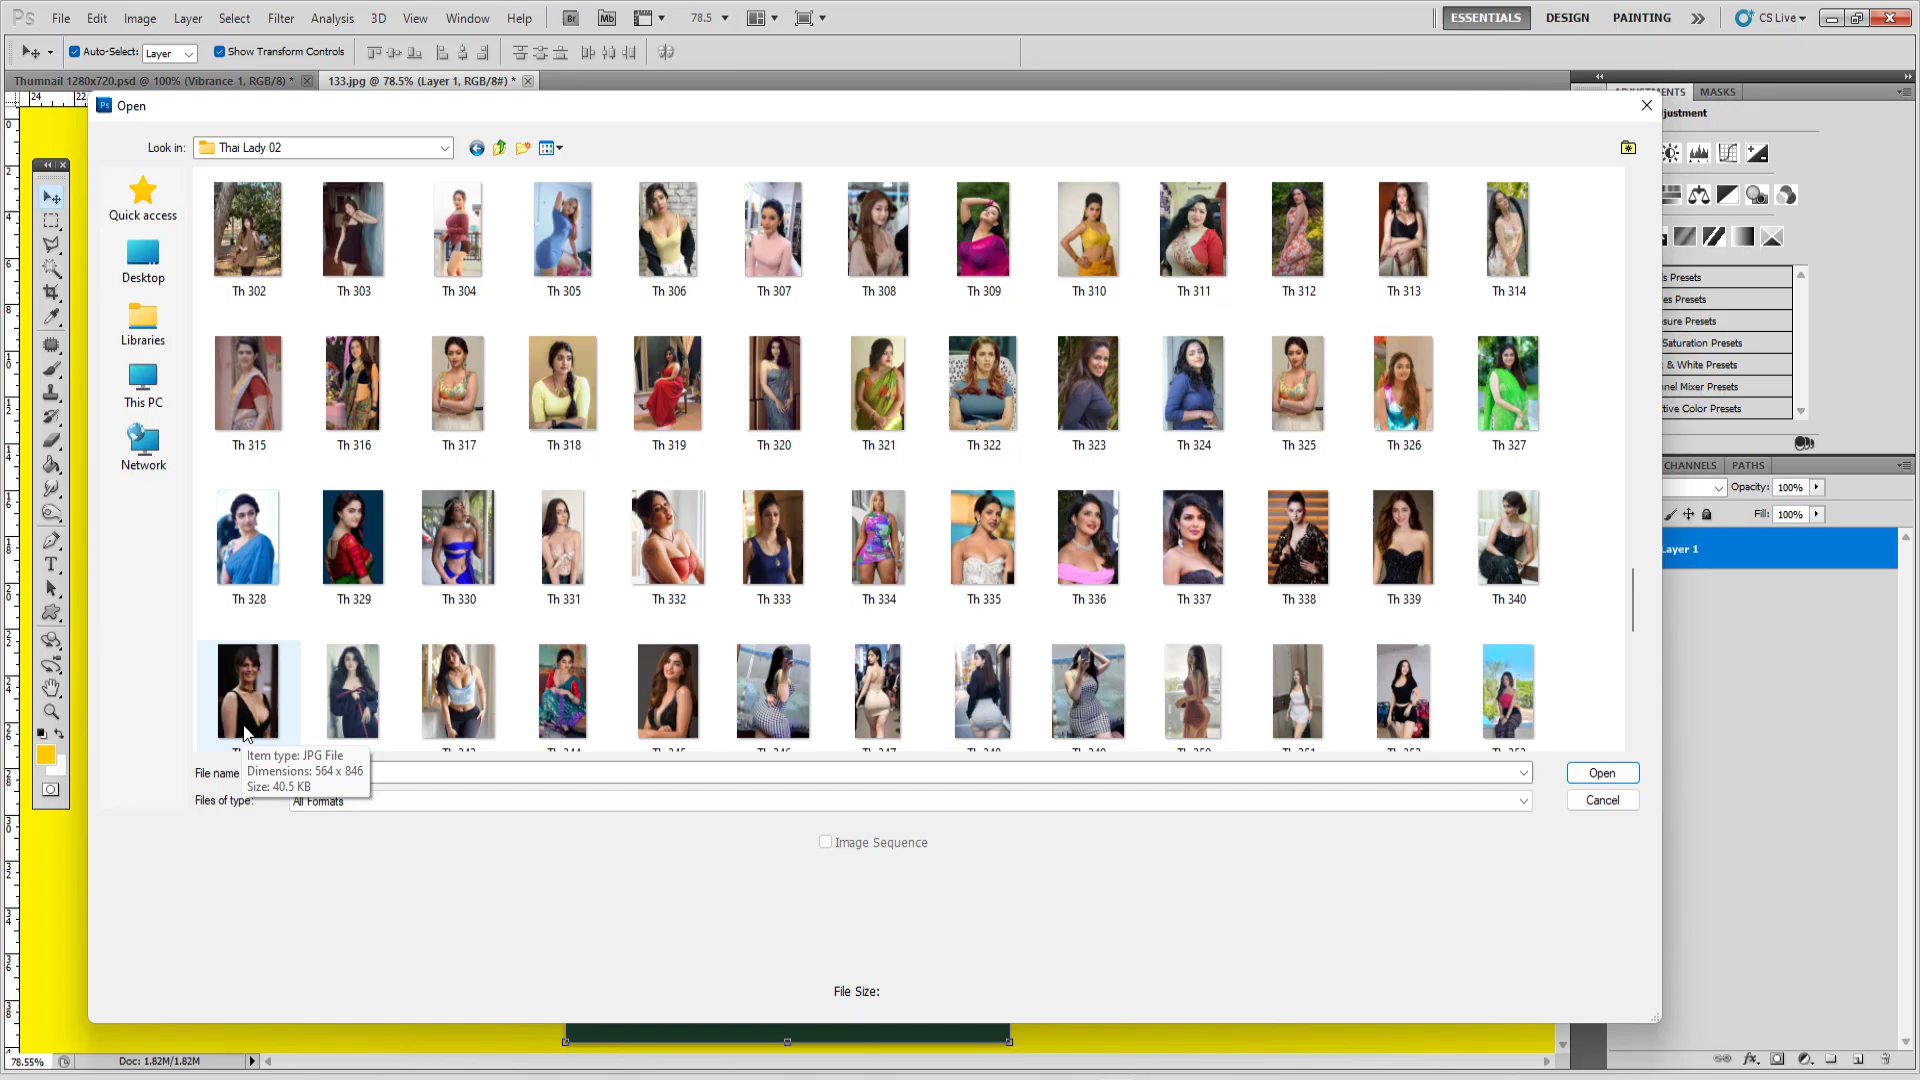 Ps File Edit Image Layer Select Filter Analysis 3D View Window Help Br Mb 78.5 ESSENTIALS DESIGN PAINTING CS Live
Auto-Select: Layer Show Transform Controls
Thumnail 1280x720.psd @ 100% (Vibrance 1, RGB/8) * 133.jpg @ 78.5% (Layer 1, RGB/8#) *
24 22
MASKS
Ps Open
Look in: Thai Lady 02
Quick access
Desktop
Libraries
This PC
Network
Th 302 Th 303 Th 304 Th 305 Th 306 Th 307 Th 308 Th 309 Th 310 Th 311 Th 312 Th 313 Th 314
Th 315 Th 316 Th 317 Th 318 Th 319 Th 320 Th 321 Th 322 Th 323 Th 324 Th 325 Th 326 Th 327
Th 328 Th 329 Th 330 Th 331 Th 332 Th 333 Th 334 Th 335 Th 336 Th 337 Th 338 Th 339 Th 340
Item type: JPG File
Dimensions: 564 x 846
Size: 40.5 KB
File name
Files of type: All Formats
Open
Cancel
Image Sequence
File Size:
justment
s Presets
es Presets
sure Presets
Saturation Presets
& White Presets
nel Mixer Presets
tive Color Presets
CHANNELS PATHS
Opacity: 100%
Fill: 100%
ayer 1
78.55% Doc: 1.82M/1.82M